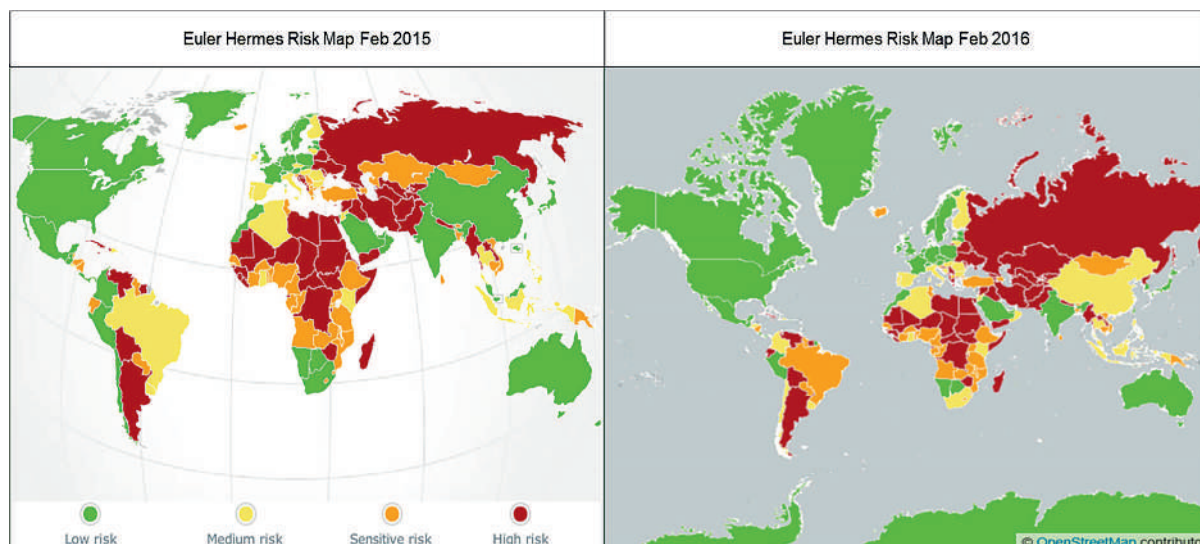 Euler Hermes Risk Map Feb 2015
Euler Hermes Risk Map Feb 2016
Low risk
Medium risk
Sensitive risk
High risk
© OpenStreetMap contributo